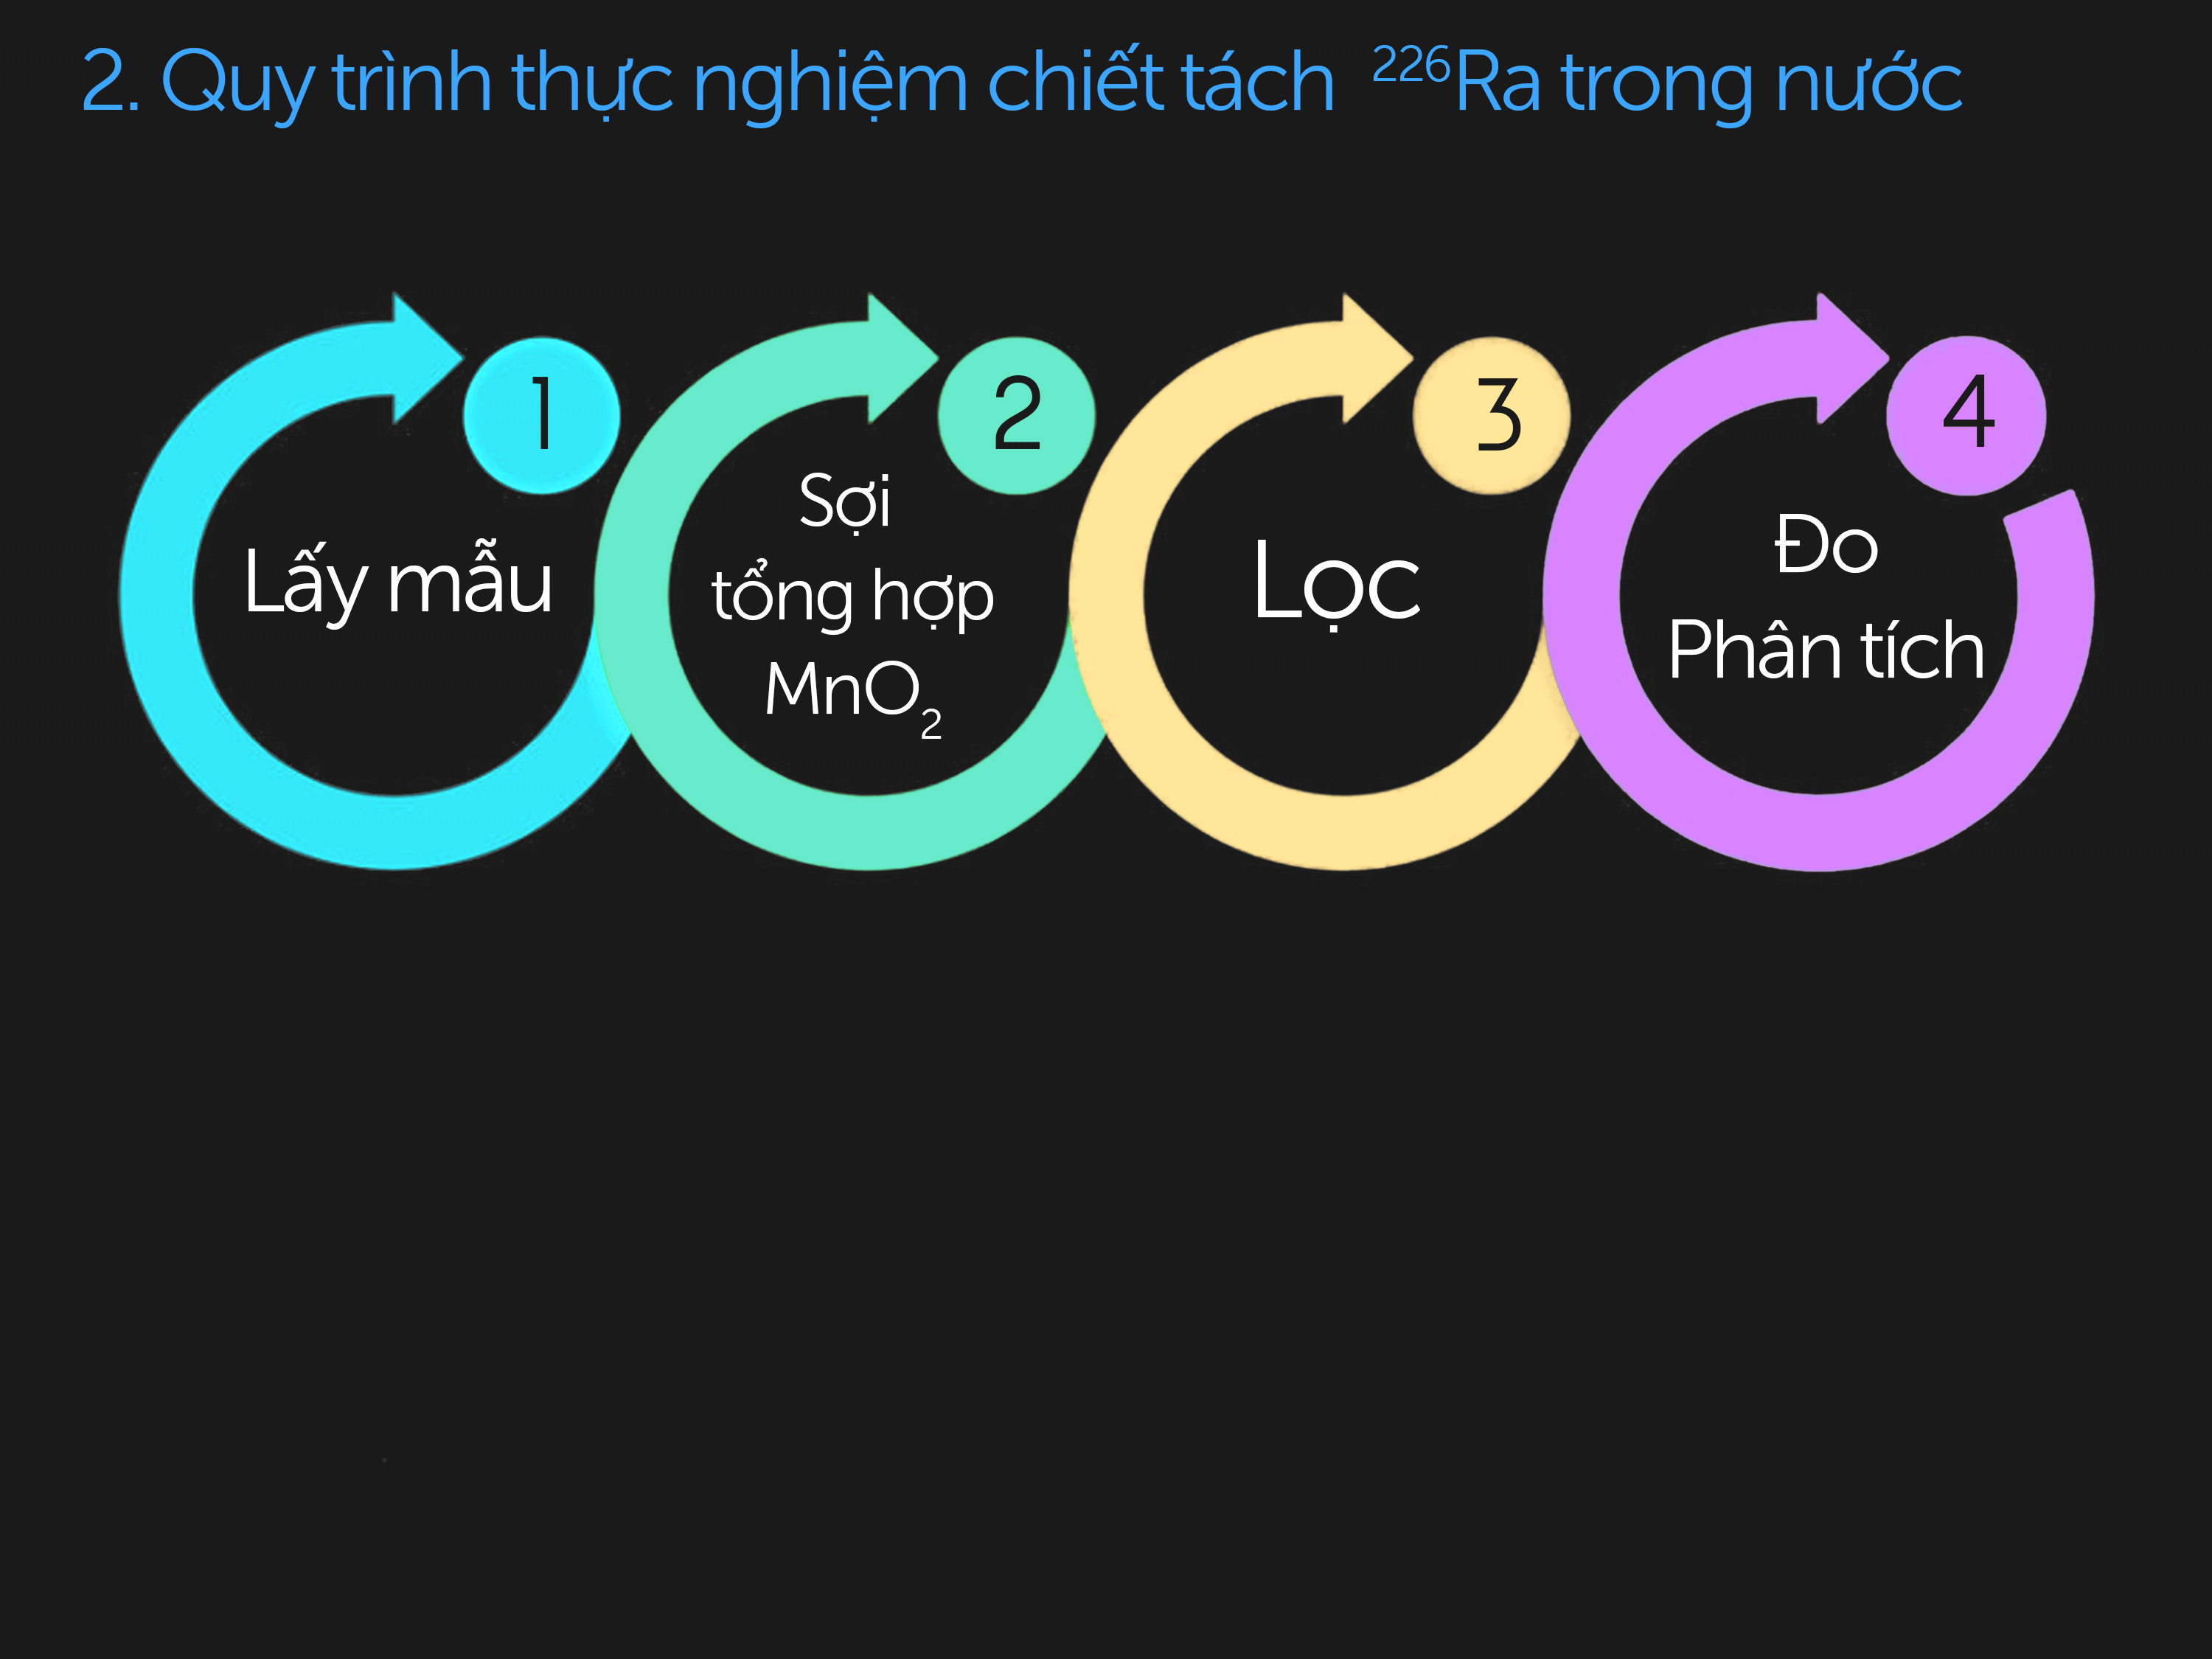 2. Quy trình thực nghiệm chiết tách ²²⁶Ra trong nước
1
Lấy mẫu
2
Sợi
tổng hợp
MnO₂
3
Lọc
4
Đo
Phân tích